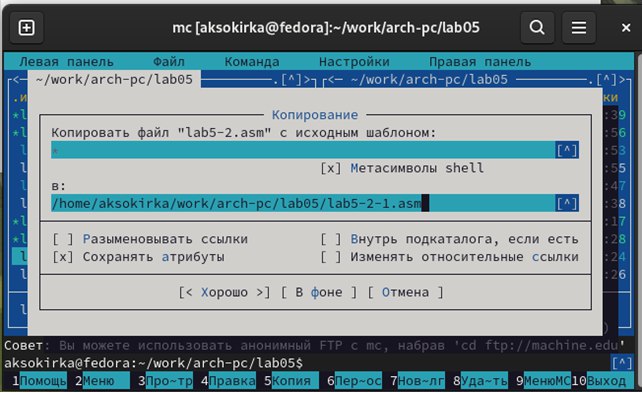 mc [aksokirka@fedora]:~/work/arch-pc/lab05
Левая панель Файл Команда Настройки Правая панель
~/work/arch-pc/lab05 .[^]> ~/work/arch-pc/lab05 .[^]>
Копирование
Копировать файл "lab5-2.asm" с исходным шаблоном:
* [^]
[x] Метасимволы shell
в:
/home/aksokirka/work/arch-pc/lab05/lab5-2-1.asm [^]
[ ] Разыменовывать ссылки [ ] Внутрь подкаталога, если есть
[x] Сохранять атрибуты [ ] Изменять относительные ссылки
[< Хорошо >] [ В фоне ] [ Отмена ]
Совет: Вы можете использовать анонимный FTP с mc, набрав 'cd ftp://machine.edu'
aksokirka@fedora:~/work/arch-pc/lab05$ [^]
1Помощь 2Меню 3Про~тр 4Правка 5Копия 6Пер~ос 7Нов~лг 8Уда~ть 9МенюMC 10Выход